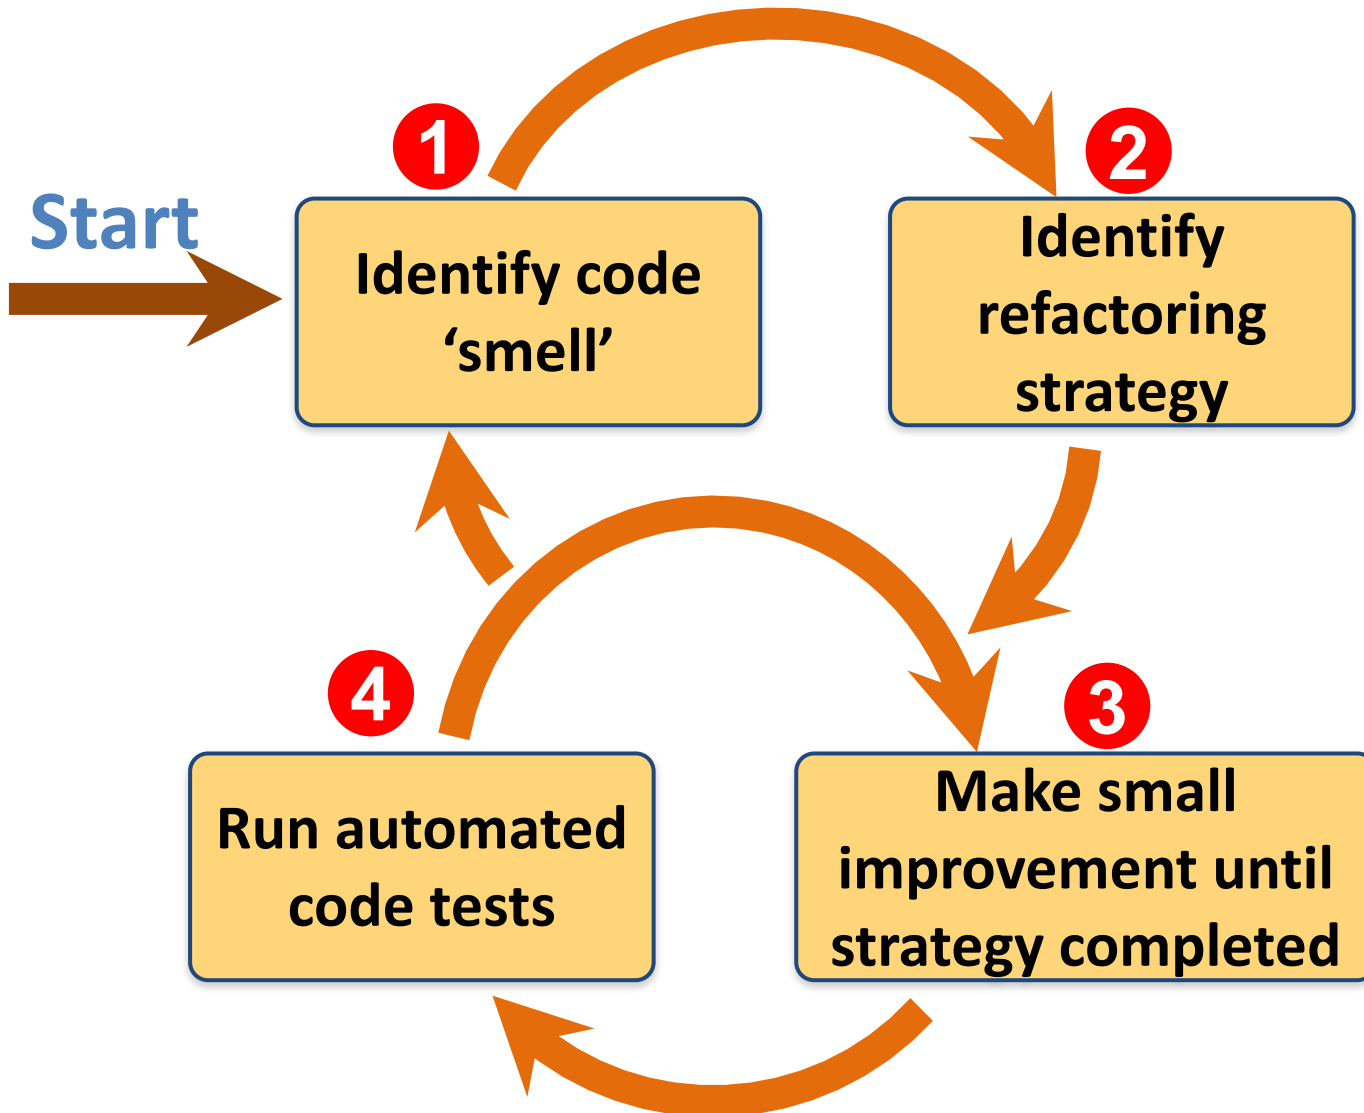 Start
1
Identify code
‘smell’
2
Identify
refactoring
strategy
3
Make small
improvement until
strategy completed
4
Run automated
code tests